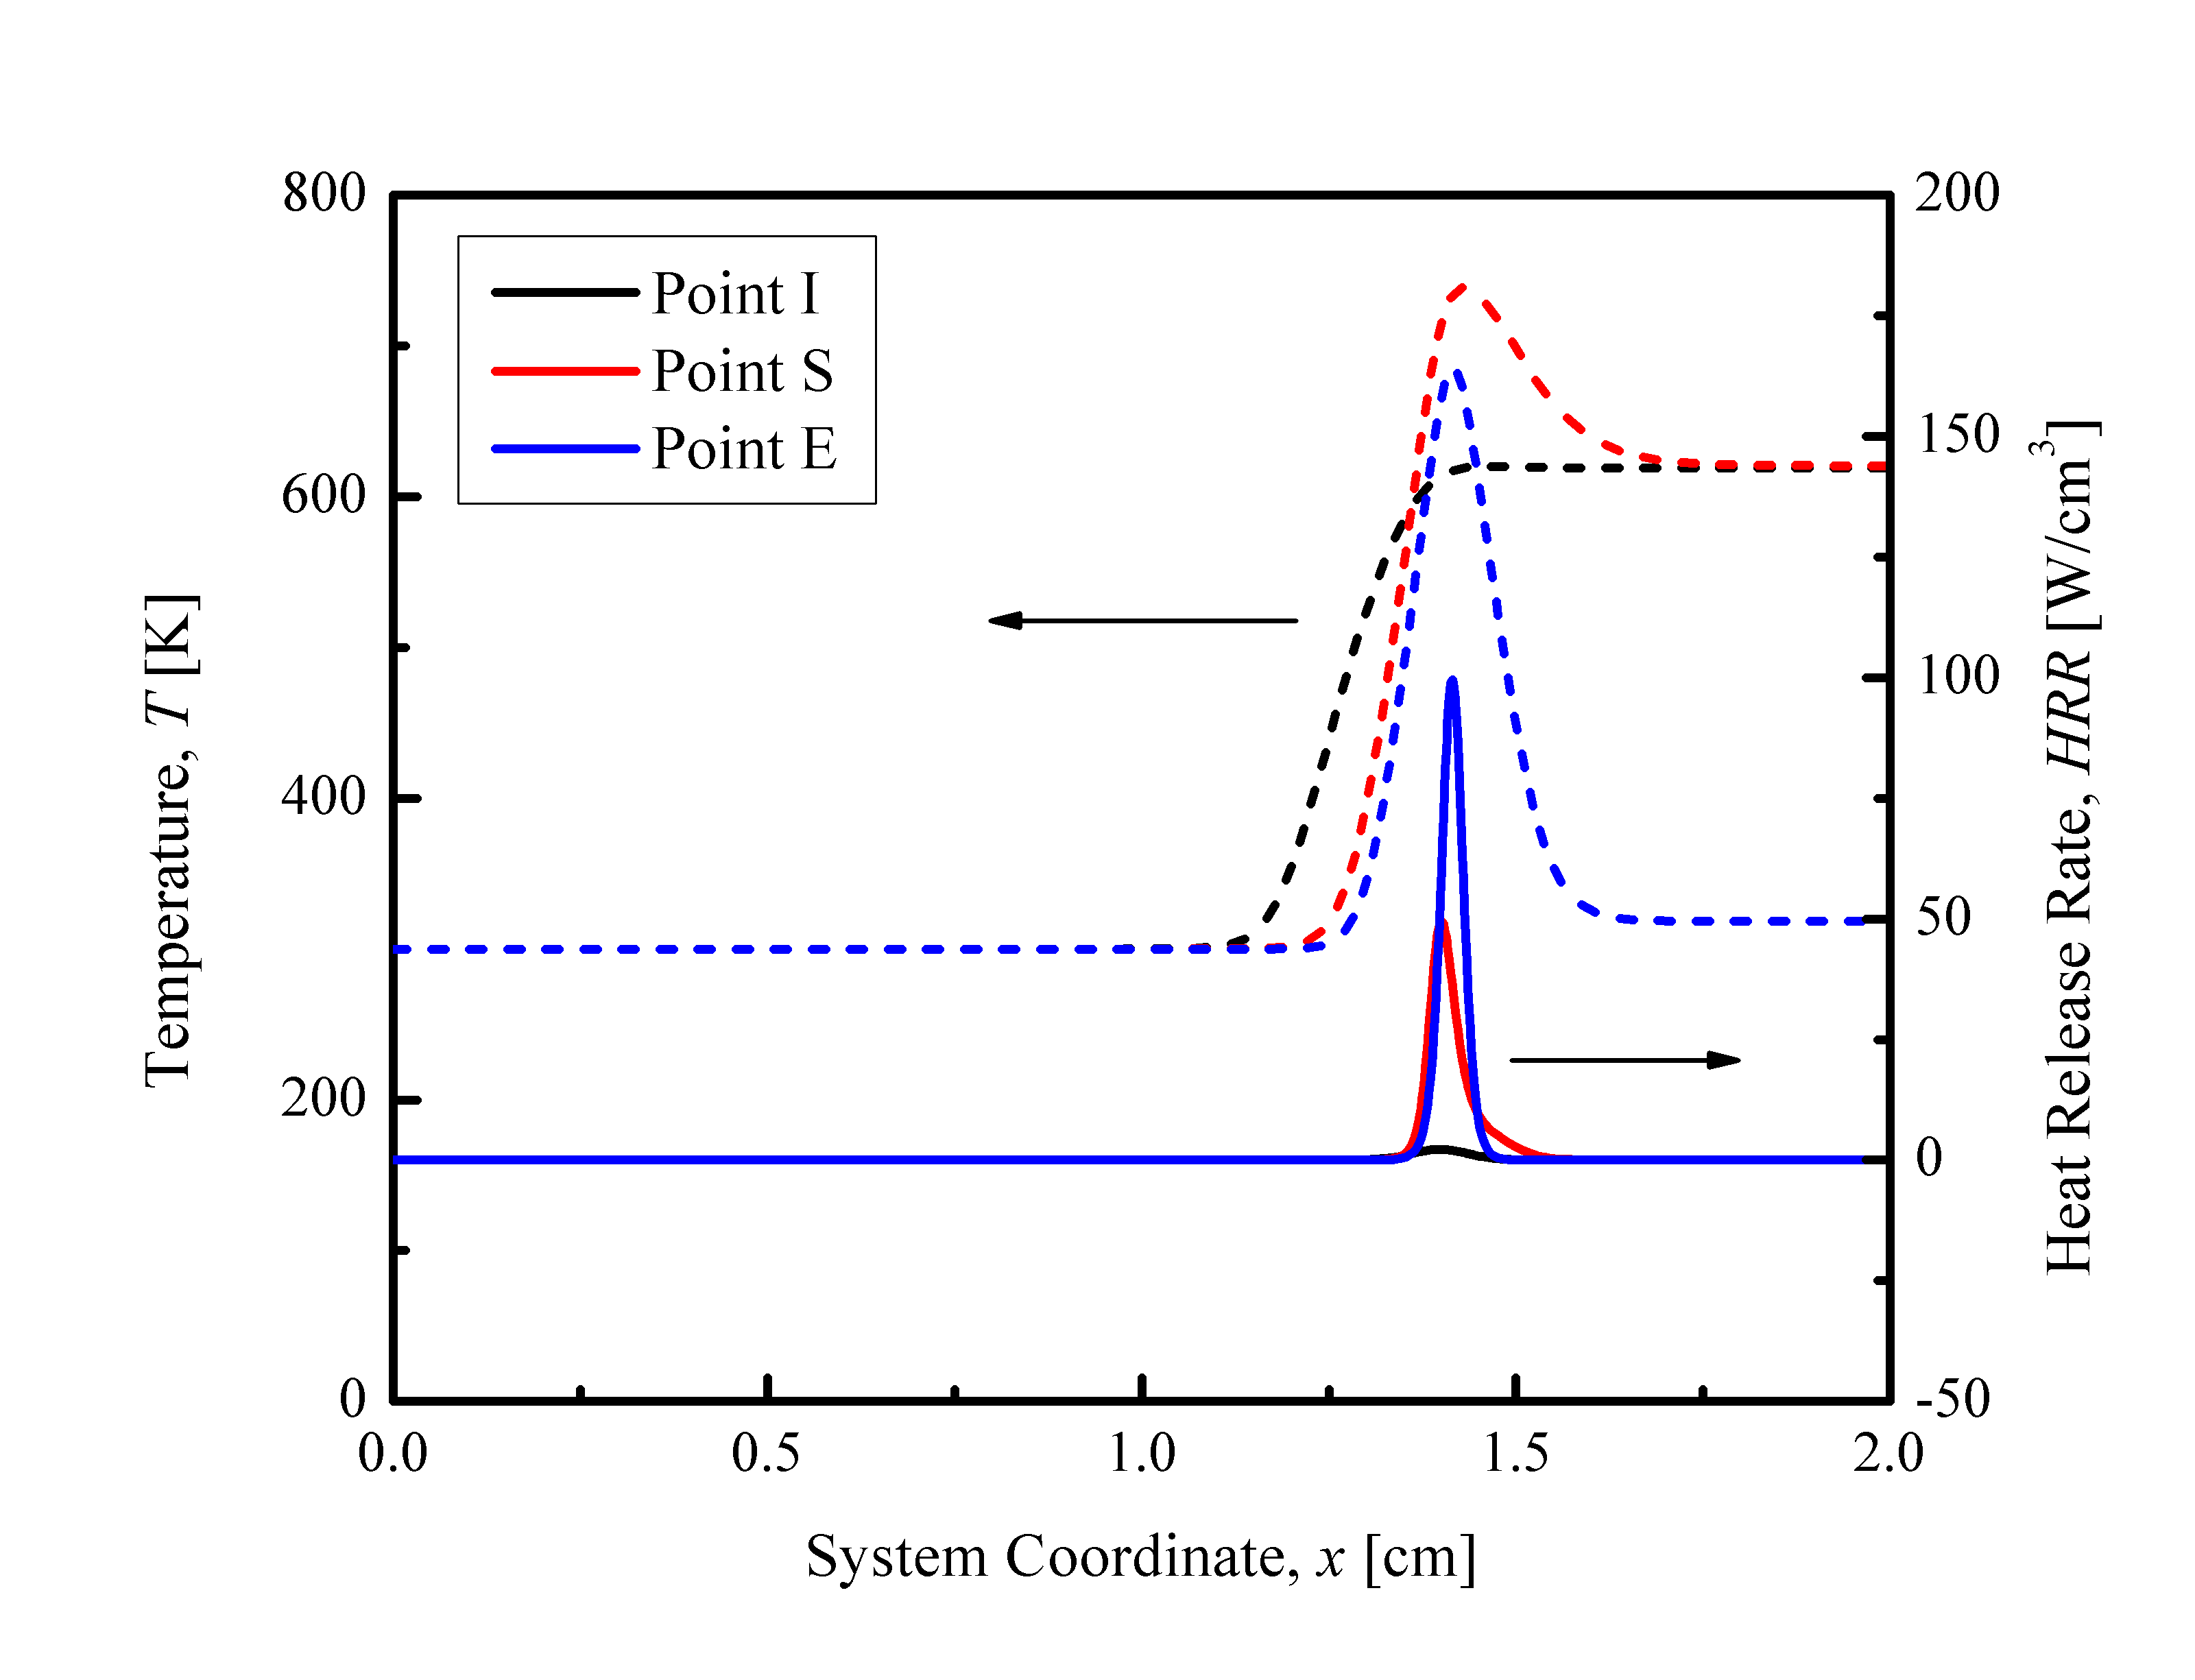 800
600
400
200
0
Temperature, T [K]
Point I
Point S
Point E
200
150
100
50
0
-50
Heat Release Rate, HRR [W/cm³]
0.0 0.5 1.0 1.5 2.0
System Coordinate, x [cm]